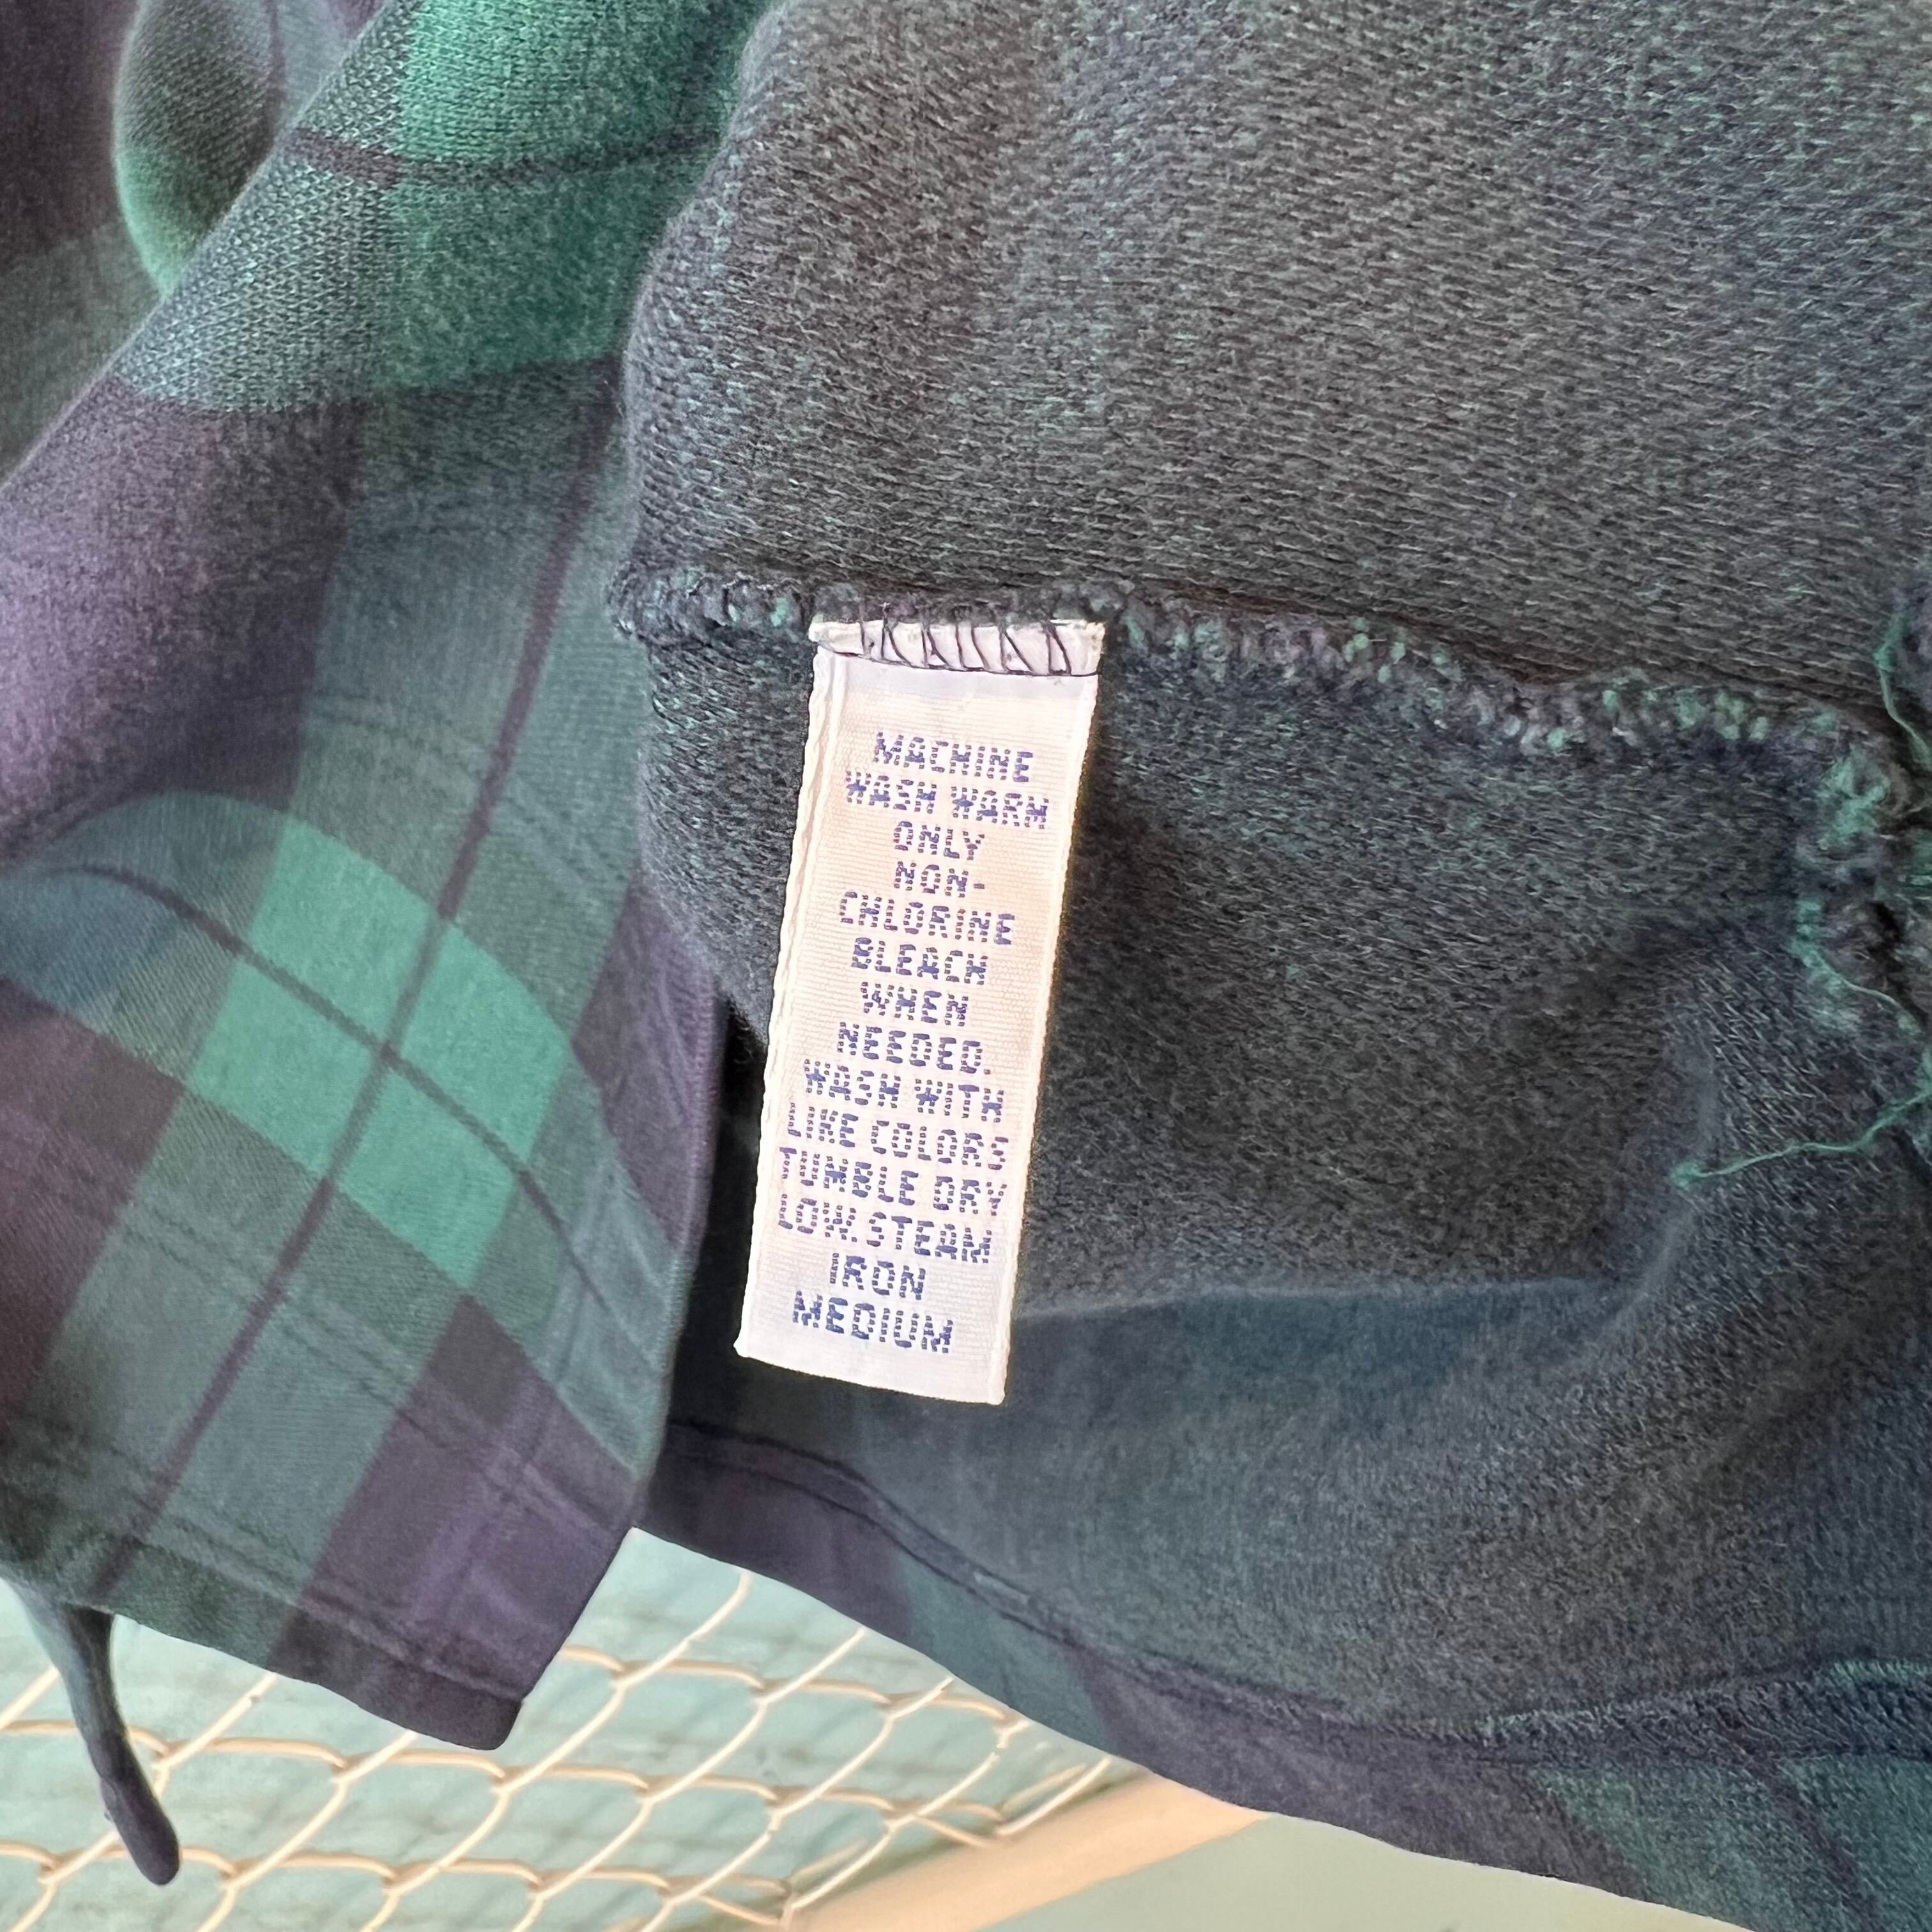 MACHINE
WASH WARM
ONLY
NON-
CHLORINE
BLEACH
WHEN
NEEDED.
WASH WITH
LIKE COLORS
TUMBLE DRY
LOW. STEAM
IRON
MEDIUM